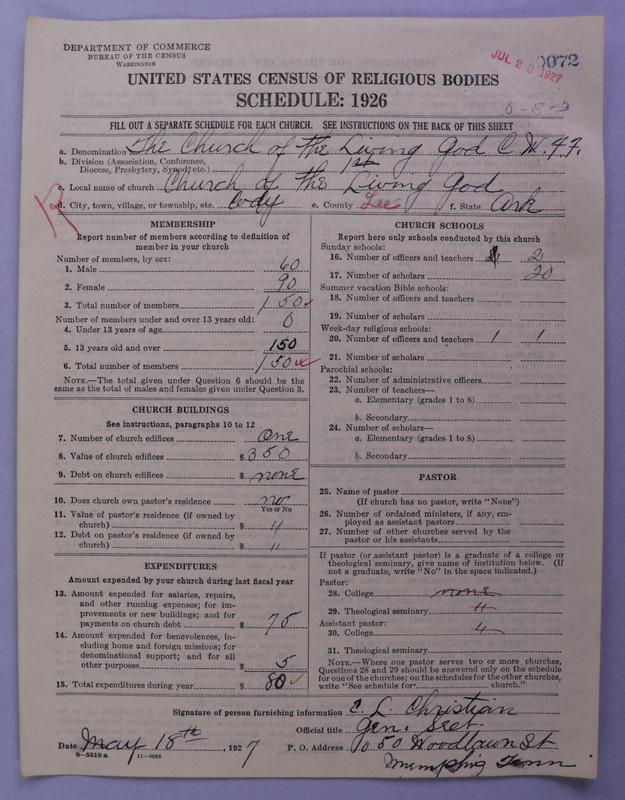 DEPARTMENT OF COMMERCE
BUREAU OF THE CENSUS
WASHINGTON
JUL 2 1927
0072
UNITED STATES CENSUS OF RELIGIOUS BODIES
SCHEDULE: 1926
FILL OUT A SEPARATE SCHEDULE FOR EACH CHURCH. SEE INSTRUCTIONS ON THE BACK OF THIS SHEET
a. Denomination The Church of the Living God C. W. F. F.
b. Division (Association, Conference, Diocese, Presbytery, Synod, etc.) 1st
c. Local name of church Church of the Living God
d. City, town, village, or township, etc. Cody e. County Lee f. State Ark
MEMBERSHIP
Report number of members according to definition of
member in your church
Number of members, by sex:
1. Male 60
2. Female 90
3. Total number of members 150
Number of members under and over 13 years old:
4. Under 13 years of age 0
5. 13 years old and over 150
6. Total number of members 150
NOTE.—The total given under Question 6 should be
same as the total of males and females given under Question 3.
CHURCH BUILDINGS
See instructions, paragraphs 10 to 12
7. Number of church edifices One
8. Value of church edifices $ 350
9. Debt on church edifices $ none
10. Does church own pastor's residence no
Yes or No
11. Value of pastor's residence (if owned by
church) $ "
12. Debt on pastor's residence (if owned by
church) $ "
EXPENDITURES
Amount expended by your church during last fiscal year
13. Amount expended for salaries, repairs,
and other running expenses; for im-
provements or new buildings; and for
payments on church debt $ 75
14. Amount expended for benevolences, in-
cluding home and foreign missions; for
denominational support; and for all
other purposes $ 5
15. Total expenditures during year $ 80
CHURCH SCHOOLS
Report here only schools conducted by this church
Sunday schools:
16. Number of officers and teachers 2
17. Number of scholars 20
Summer vacation Bible schools:
18. Number of officers and teachers
19. Number of scholars
Week-day religious schools:
20. Number of officers and teachers 1 1
21. Number of scholars
Parochial schools:
22. Number of administrative officers
23. Number of teachers—
a. Elementary (grades 1 to 8)
b. Secondary
24. Number of scholars—
a. Elementary (grades 1 to 8)
b. Secondary
PASTOR
25. Name of pastor
(If church has no pastor, write "None")
26. Number of ordained ministers, if any, em-
ployed as assistant pastors
27. Number of other churches served by the
pastor or his assistants
If pastor (or assistant pastor) is a graduate of a college or
theological seminary, give name of institution below. (If
not a graduate, write "No" in the space indicated.)
Pastor:
28. College none
29. Theological seminary "
Assistant pastor:
30. College "
31. Theological seminary
NOTE.—Where one pastor serves two or more churches,
Questions 28 and 29 should be answered only on the schedule
for one of the churches; on the schedules for the other churches,
write "See schedule for church."
Signature of person furnishing information C. L. Christian
Official title Gen. Sect
Date May 18th, 1927 P. O. Address 1050 Woodlawn St
8—5518 a 11—9084 Memphis Tenn